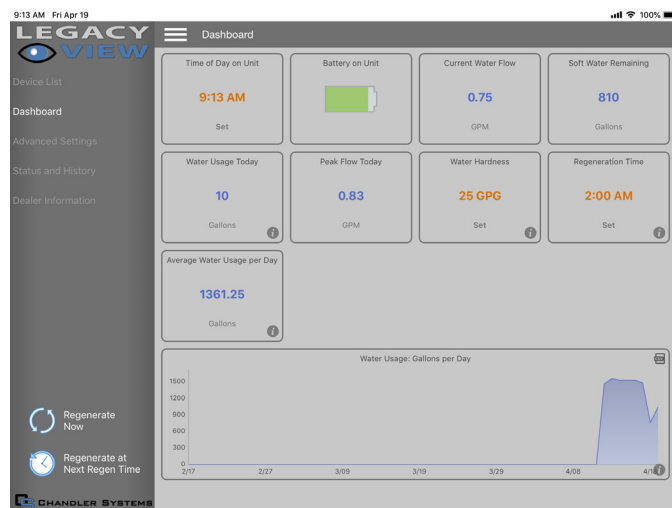 9:13 AM Fri Apr 19
100%
LEGACY
VIEW
Dashboard
Device List
Dashboard
Advanced Settings
Status and History
Dealer Information
Time of Day on Unit
9:13 AM
Set
Battery on Unit
Current Water Flow
0.75
GPM
Soft Water Remaining
810
Gallons
Water Usage Today
10
Gallons
i
Peak Flow Today
0.83
GPM
Water Hardness
25 GPG
Set
i
Regeneration Time
2:00 AM
Set
i
Average Water Usage per Day
1361.25
Gallons
i
Water Usage: Gallons per Day
1500
1200
900
600
300
0
2/17 2/27 3/09 3/19 3/29 4/08
i
Regenerate
Now
Regenerate at
Next Regen Time
CHANDLER SYSTEMS